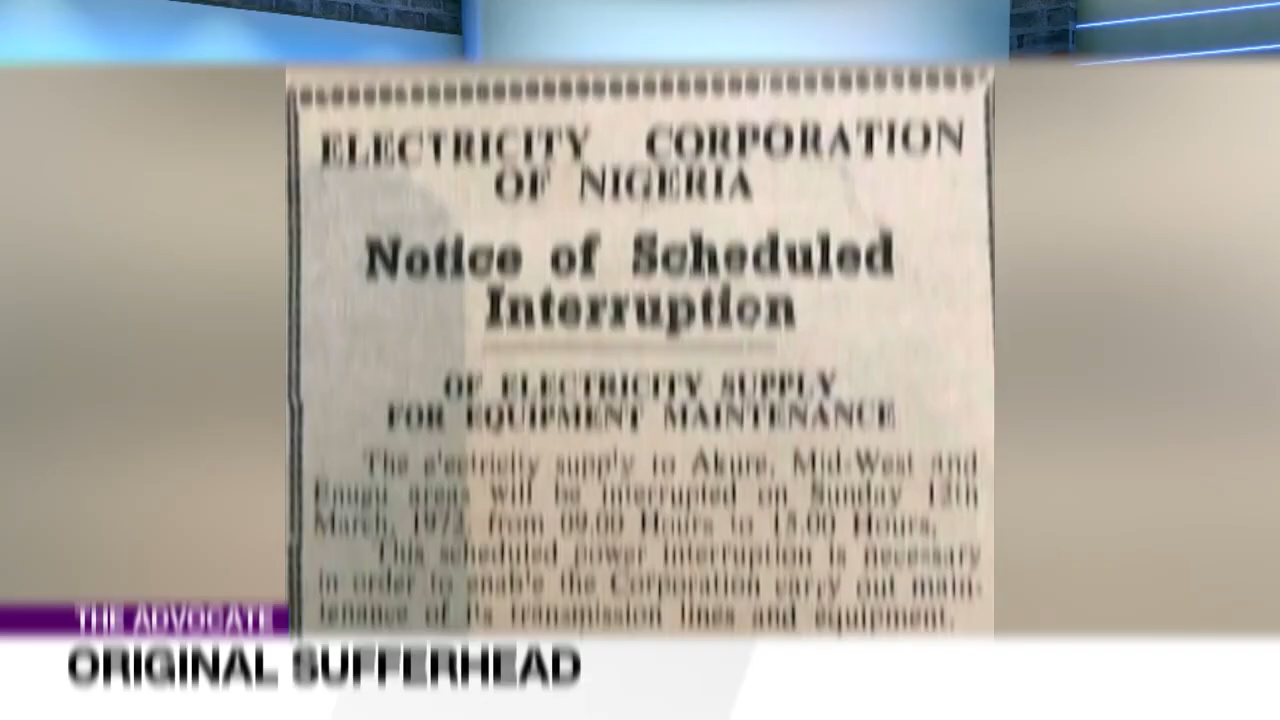 ELECTRICITY CORPORATION
OF NIGERIA
Notice of Scheduled
Interruption
OF ELECTRICITY SUPPLY
FOR EQUIPMENT MAINTENANCE
The electricity supply to Akure, Mid-West and
Enugu areas will be interrupted on Sunday 12th
March, 1972 from 09.00 Hours to 15.00 Hours.
This scheduled power interruption is necessary
in order to enable the Corporation carry out main-
tenance of its transmission lines and equipment.
THE ADVOCATE
ORIGINAL SUFFERHEAD